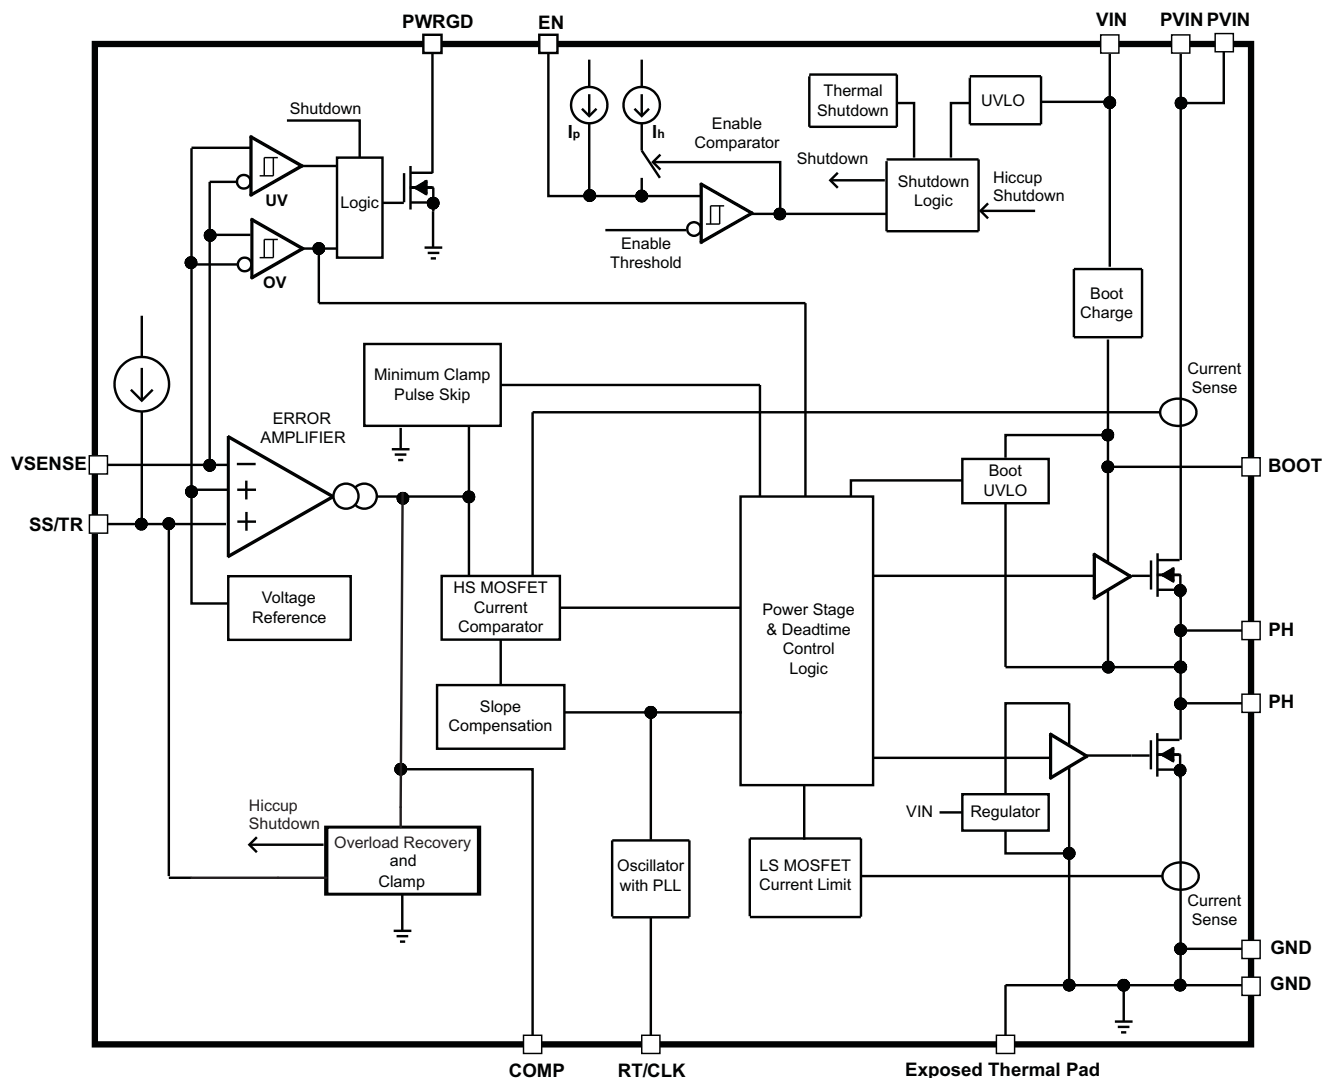 PWRGD
EN
VIN
PVIN
PVIN
Shutdown
UV
Logic
OV
Ip
Ih
Enable
Comparator
Enable
Threshold
Thermal
Shutdown
UVLO
Shutdown
Shutdown
Logic
Hiccup
Shutdown
Boot
Charge
Current
Sense
Minimum Clamp
Pulse Skip
ERROR
AMPLIFIER
VSENSE
SS/TR
Voltage
Reference
HS MOSFET
Current
Comparator
Slope
Compensation
Power Stage
& Deadtime
Control
Logic
Boot
UVLO
BOOT
PH
PH
VIN
Regulator
Hiccup
Shutdown
Overload Recovery
and
Clamp
Oscillator
with PLL
LS MOSFET
Current Limit
Current
Sense
GND
GND
COMP
RT/CLK
Exposed Thermal Pad